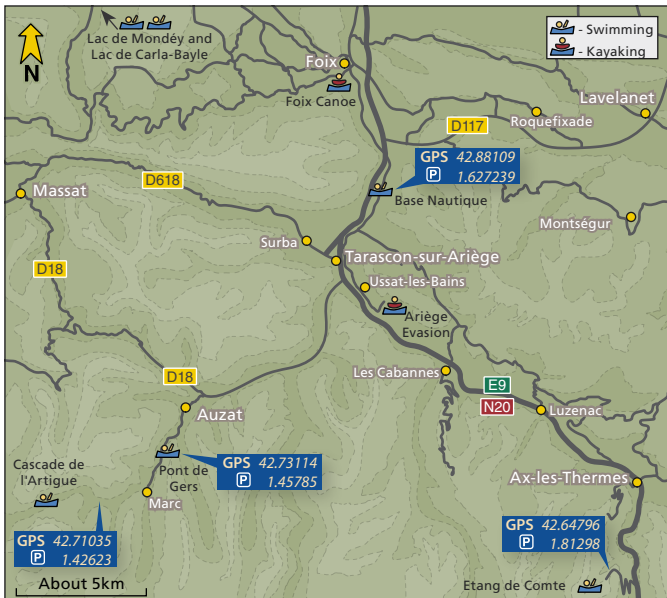 Lac de Mondéy and
Lac de Carla-Bayle
- Swimming
- Kayaking
N
Foix
Foix Canoe
Lavelanet
Roquefixade
D117
GPS 42.88109
P 1.627239
D618
Massat
Base Nautique
Montségur
Surba
Tarascon-sur-Ariège
D18
Ussat-les-Bains
Ariège
Evasion
Les Cabannes
D18
E9
N20
Auzat
Luzenac
GPS 42.73114
P 1.45785
Pont de
Gers
Cascade de
l'Artigue
Marc
Ax-les-Thermes
GPS 42.71035
P 1.42623
GPS 42.64796
P 1.81298
About 5km
Etang de Comte